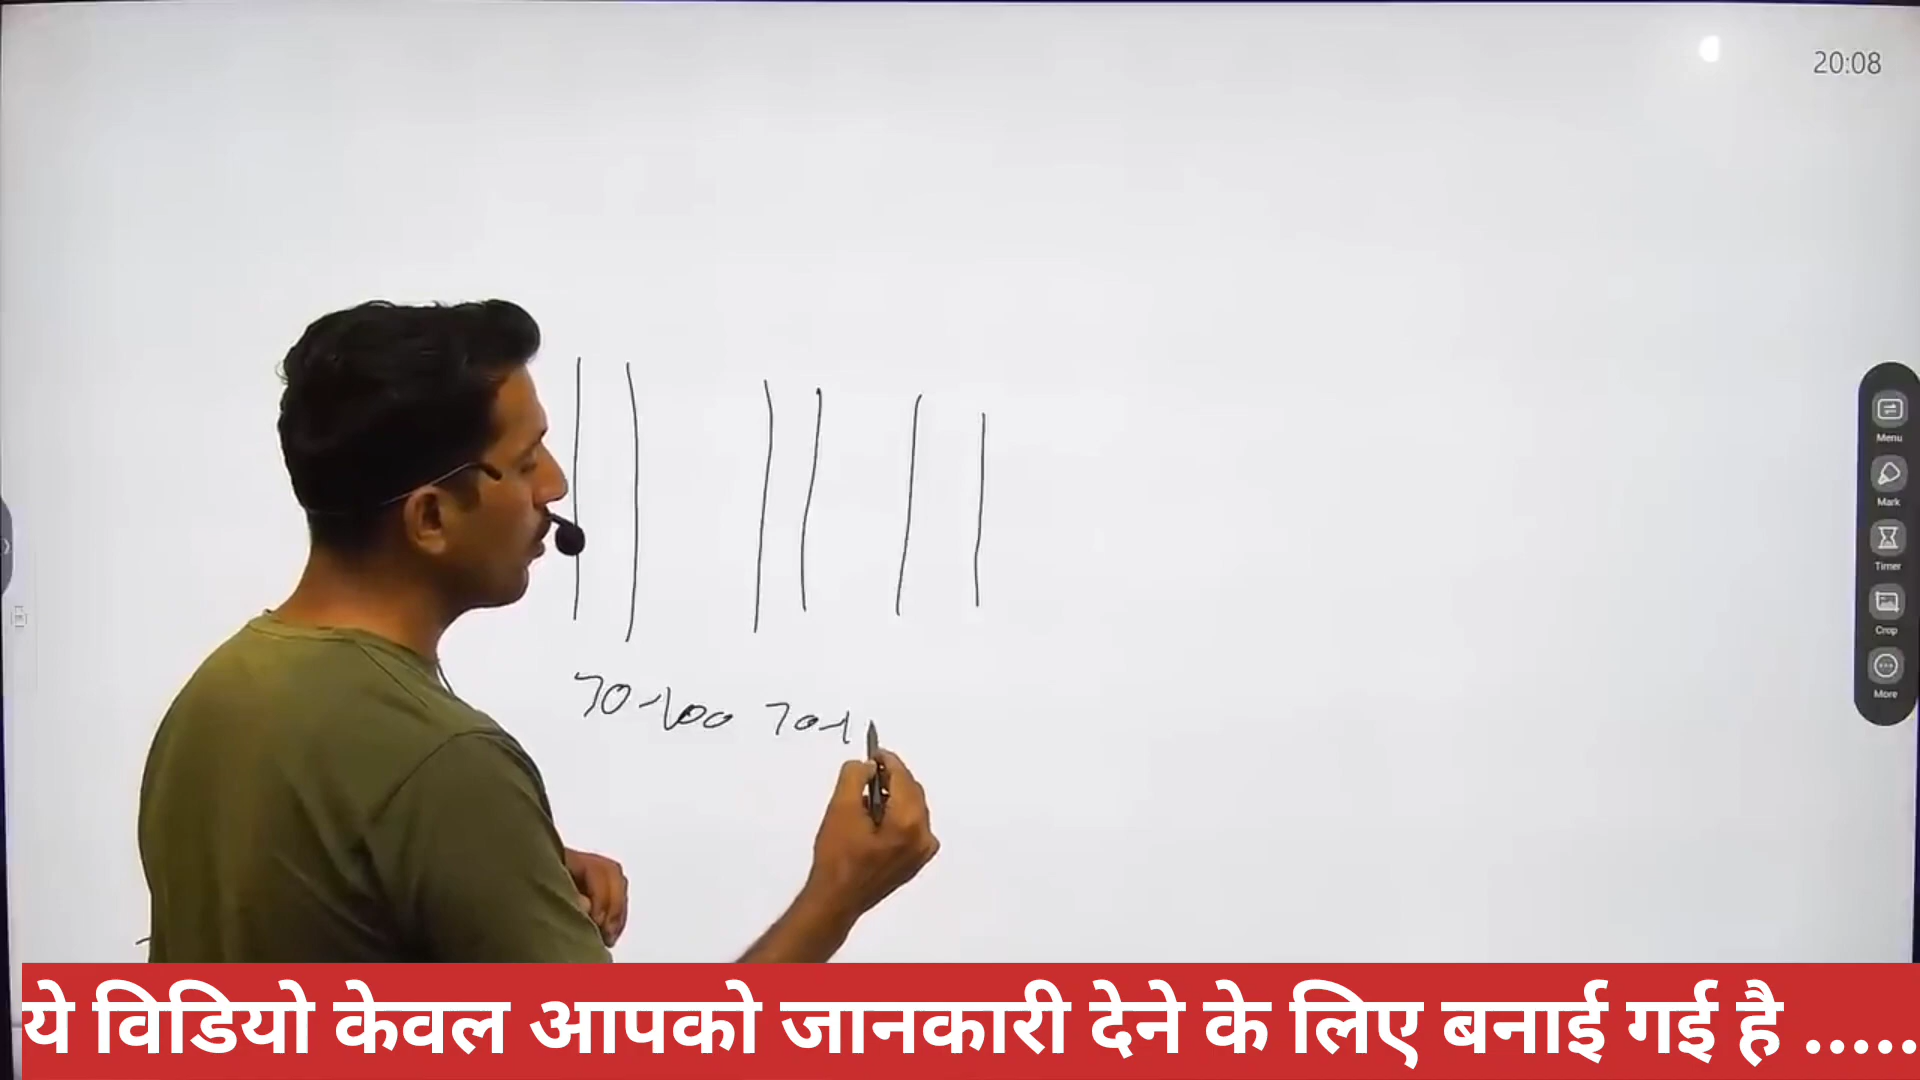 20:08
Menu
Mark
Timer
Crop
More
70-100 70-1
ये विडियो केवल आपको जानकारी देने के लिए बनाई गई है .....